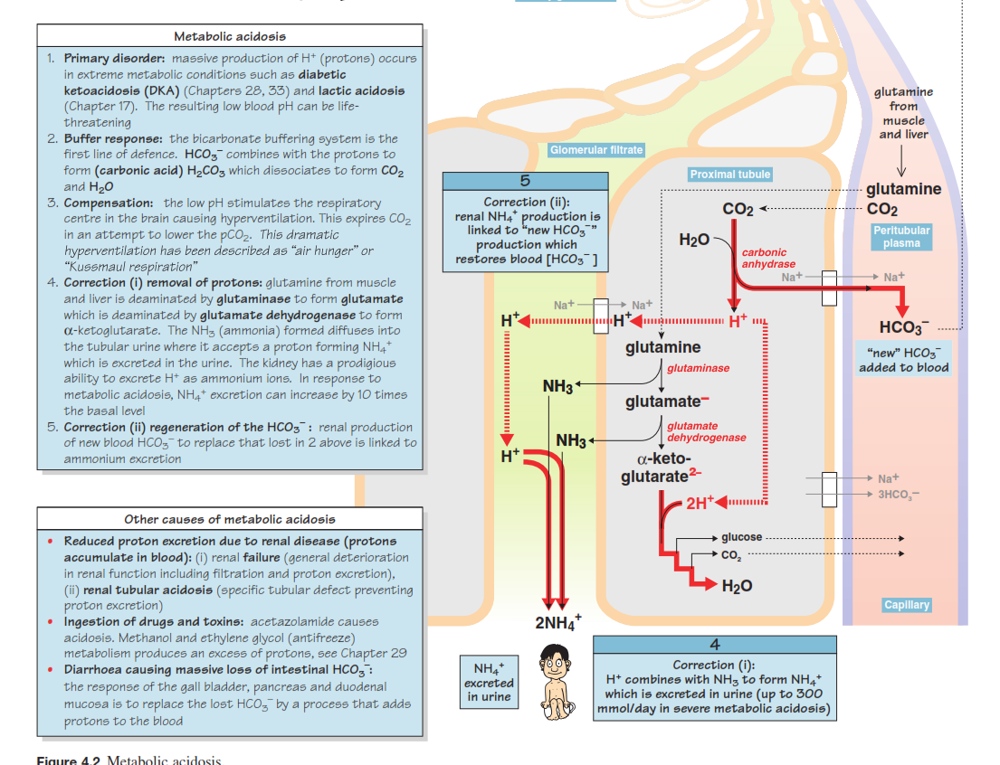 Metabolic acidosis
1. Primary disorder: massive production of H⁺ (protons) occurs
in extreme metabolic conditions such as diabetic
ketoacidosis (DKA) (Chapters 28, 33) and lactic acidosis
(Chapter 17). The resulting low blood pH can be life-
threatening
2. Buffer response: the bicarbonate buffering system is the
first line of defence. HCO₃⁻ combines with the protons to
form (carbonic acid) H₂CO₃ which dissociates to form CO₂
and H₂O
3. Compensation: the low pH stimulates the respiratory
centre in the brain causing hyperventilation. This expires CO₂
in an attempt to lower the pCO₂. This dramatic
hyperventilation has been described as “air hunger” or
“Kussmaul respiration”
4. Correction (i) removal of protons: glutamine from muscle
and liver is deaminated by glutaminase to form glutamate
which is deaminated by glutamate dehydrogenase to form
α-ketoglutarate. The NH₃ (ammonia) formed diffuses into
the tubular urine where it accepts a proton forming NH₄⁺
which is excreted in the urine. The kidney has a prodigious
ability to excrete H⁺ as ammonium ions. In response to
metabolic acidosis, NH₄⁺ excretion can increase by 10 times
the basal level
5. Correction (ii) regeneration of the HCO₃⁻ : renal production
of new blood HCO₃⁻ to replace that lost in 2 above is linked to
ammonium excretion
Other causes of metabolic acidosis
• Reduced proton excretion due to renal disease (protons
accumulate in blood): (i) renal failure (general deterioration
in renal function including filtration and proton excretion),
(ii) renal tubular acidosis (specific tubular defect preventing
proton excretion)
• Ingestion of drugs and toxins: acetazolamide causes
acidosis. Methanol and ethylene glycol (antifreeze)
metabolism produces an excess of protons, see Chapter 29
• Diarrhoea causing massive loss of intestinal HCO₃⁻:
the response of the gall bladder, pancreas and duodenal
mucosa is to replace the lost HCO₃⁻ by a process that adds
protons to the blood
Figure 4.2 Metabolic acidosis
Glomerular filtrate
5
Correction (ii):
renal NH₄⁺ production is
linked to “new HCO₃⁻”
production which
restores blood [HCO₃⁻]
Proximal tubule
glutamine
from
muscle
and liver
glutamine
CO₂
CO₂
Peritubular
plasma
H₂O
carbonic
anhydrase
Na⁺
Na⁺
Na⁺
Na⁺
H⁺
H⁺
H⁺
HCO₃⁻
“new” HCO₃⁻
added to blood
glutamine
glutaminase
NH₃
glutamate⁻
glutamate
dehydrogenase
NH₃
H⁺
α-keto-
glutarate²⁻
Na⁺
3HCO₃⁻
2H⁺
glucose
CO₂
H₂O
Capillary
2NH₄⁺
NH₄⁺
excreted
in urine
4
Correction (i):
H⁺ combines with NH₃ to form NH₄⁺
which is excreted in urine (up to 300
mmol/day in severe metabolic acidosis)